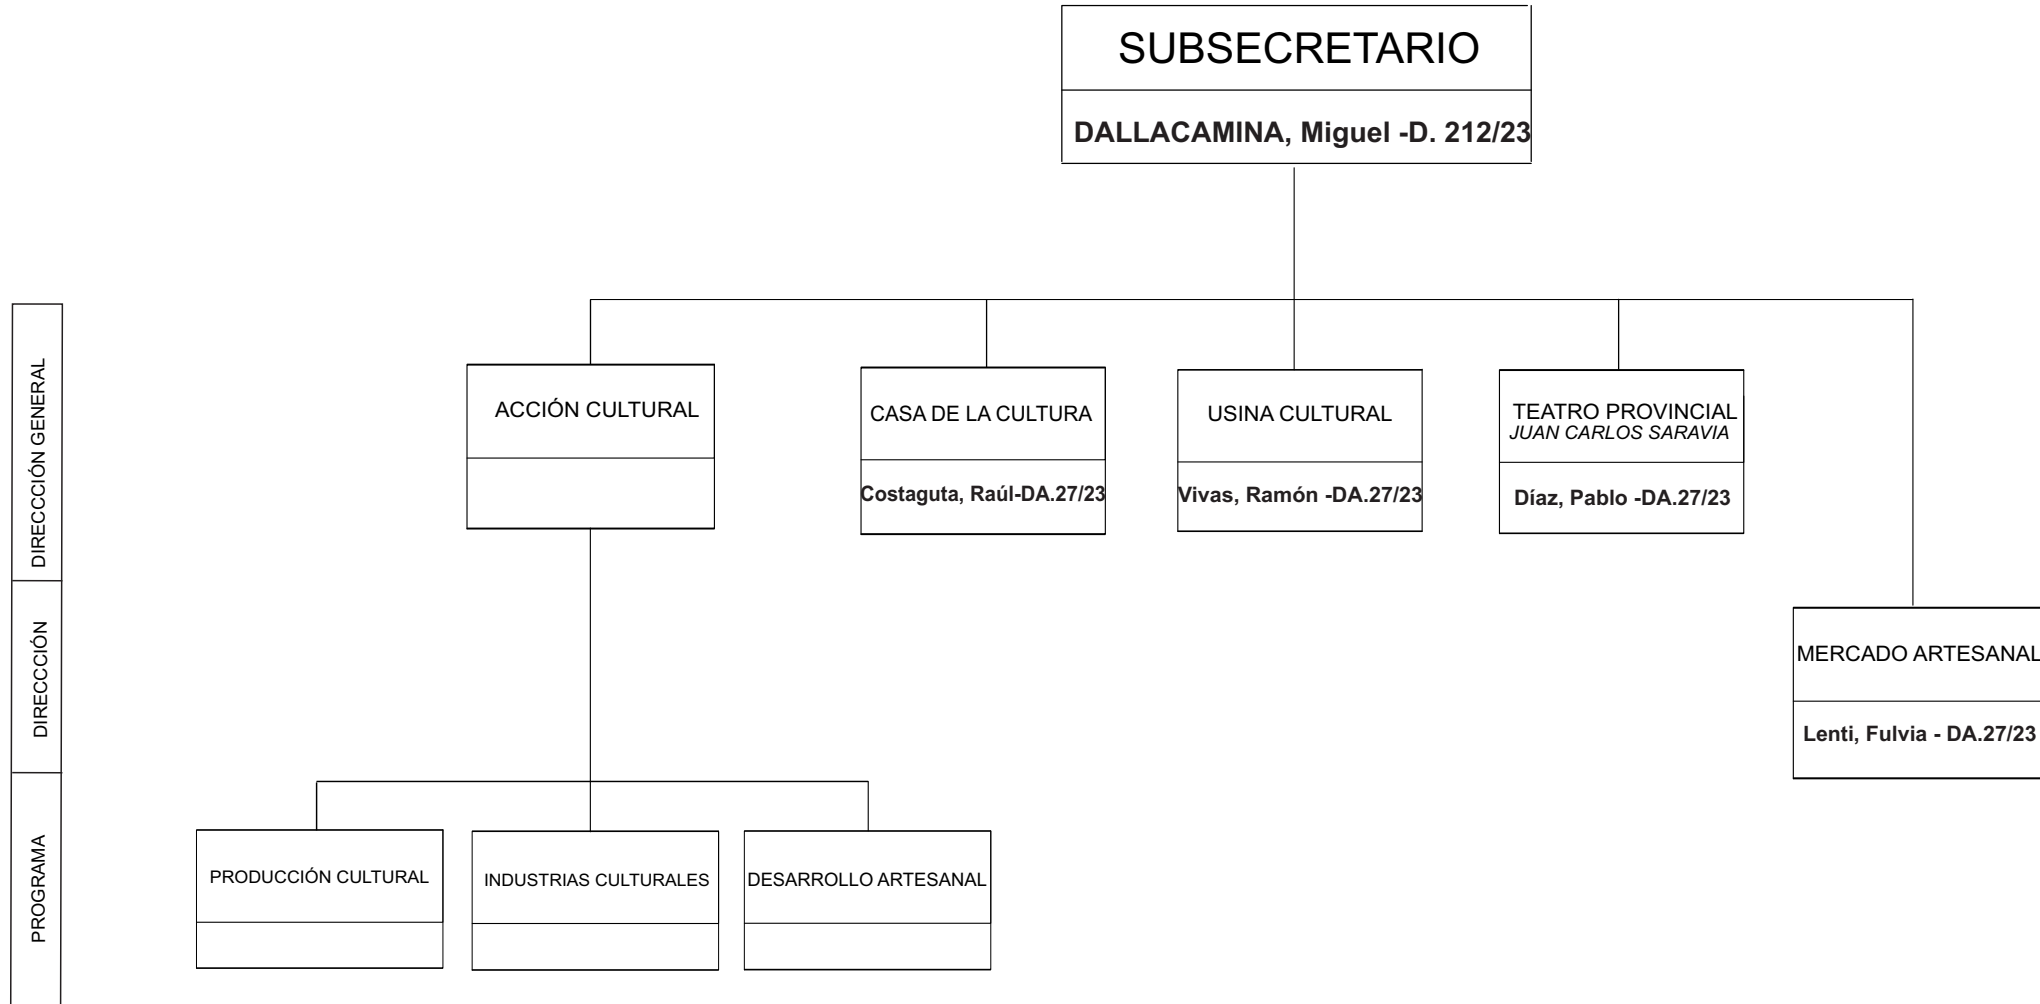 SUBSECRETARIO
DALLACAMINA, Miguel -D. 212/23
DIRECCCIÓN GENERAL
ACCIÓN CULTURAL
CASA DE LA CULTURA
Costaguta, Raúl-DA.27/23
USINA CULTURAL
Vivas, Ramón -DA.27/23
TEATRO PROVINCIAL
JUAN CARLOS SARAVIA
Díaz, Pablo -DA.27/23
DIRECCCIÓN
MERCADO ARTESANAL
Lenti, Fulvia - DA.27/23
PROGRAMA
PRODUCCIÓN CULTURAL
INDUSTRIAS CULTURALES
DESARROLLO ARTESANAL